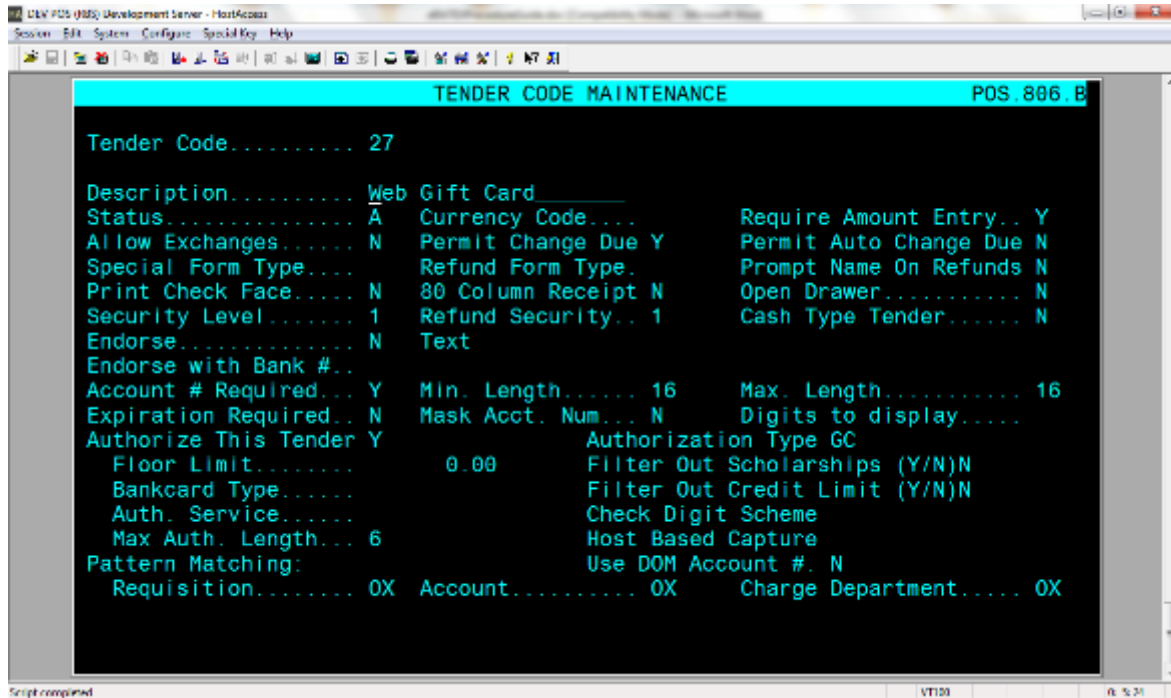 DEV POS (RBS) Development Server - HostAccess
Session Edit System Configure Special Key Help
TENDER CODE MAINTENANCE POS.806.B
Tender Code.......... 27
Description.......... Web Gift Card_______
Status............... A Currency Code.... Require Amount Entry.. Y
Allow Exchanges...... N Permit Change Due Y Permit Auto Change Due N
Special Form Type.... Refund Form Type. Prompt Name On Refunds N
Print Check Face..... N 80 Column Receipt N Open Drawer........... N
Security Level....... 1 Refund Security.. 1 Cash Type Tender...... N
Endorse.............. N Text
Endorse with Bank #..
Account # Required... Y Min. Length...... 16 Max. Length........... 16
Expiration Required.. N Mask Acct. Num... N Digits to display.....
Authorize This Tender Y Authorization Type GC
Floor Limit........ 0.00 Filter Out Scholarships (Y/N)N
Bankcard Type...... Filter Out Credit Limit (Y/N)N
Auth. Service...... Check Digit Scheme
Max Auth. Length... 6 Host Based Capture
Pattern Matching: Use DOM Account #. N
Requisition........ 0X Account.......... 0X Charge Department..... 0X
Script completed VT100